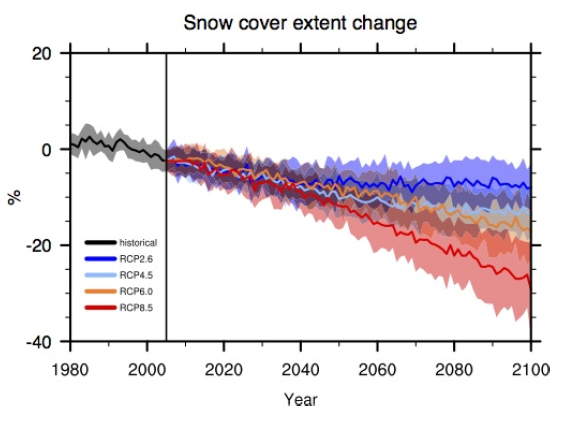 Snow cover extent change
20
0
-20
-40
%
historical
RCP2.6
RCP4.5
RCP6.0
RCP8.5
1980 2000 2020 2040 2060 2080 2100
Year